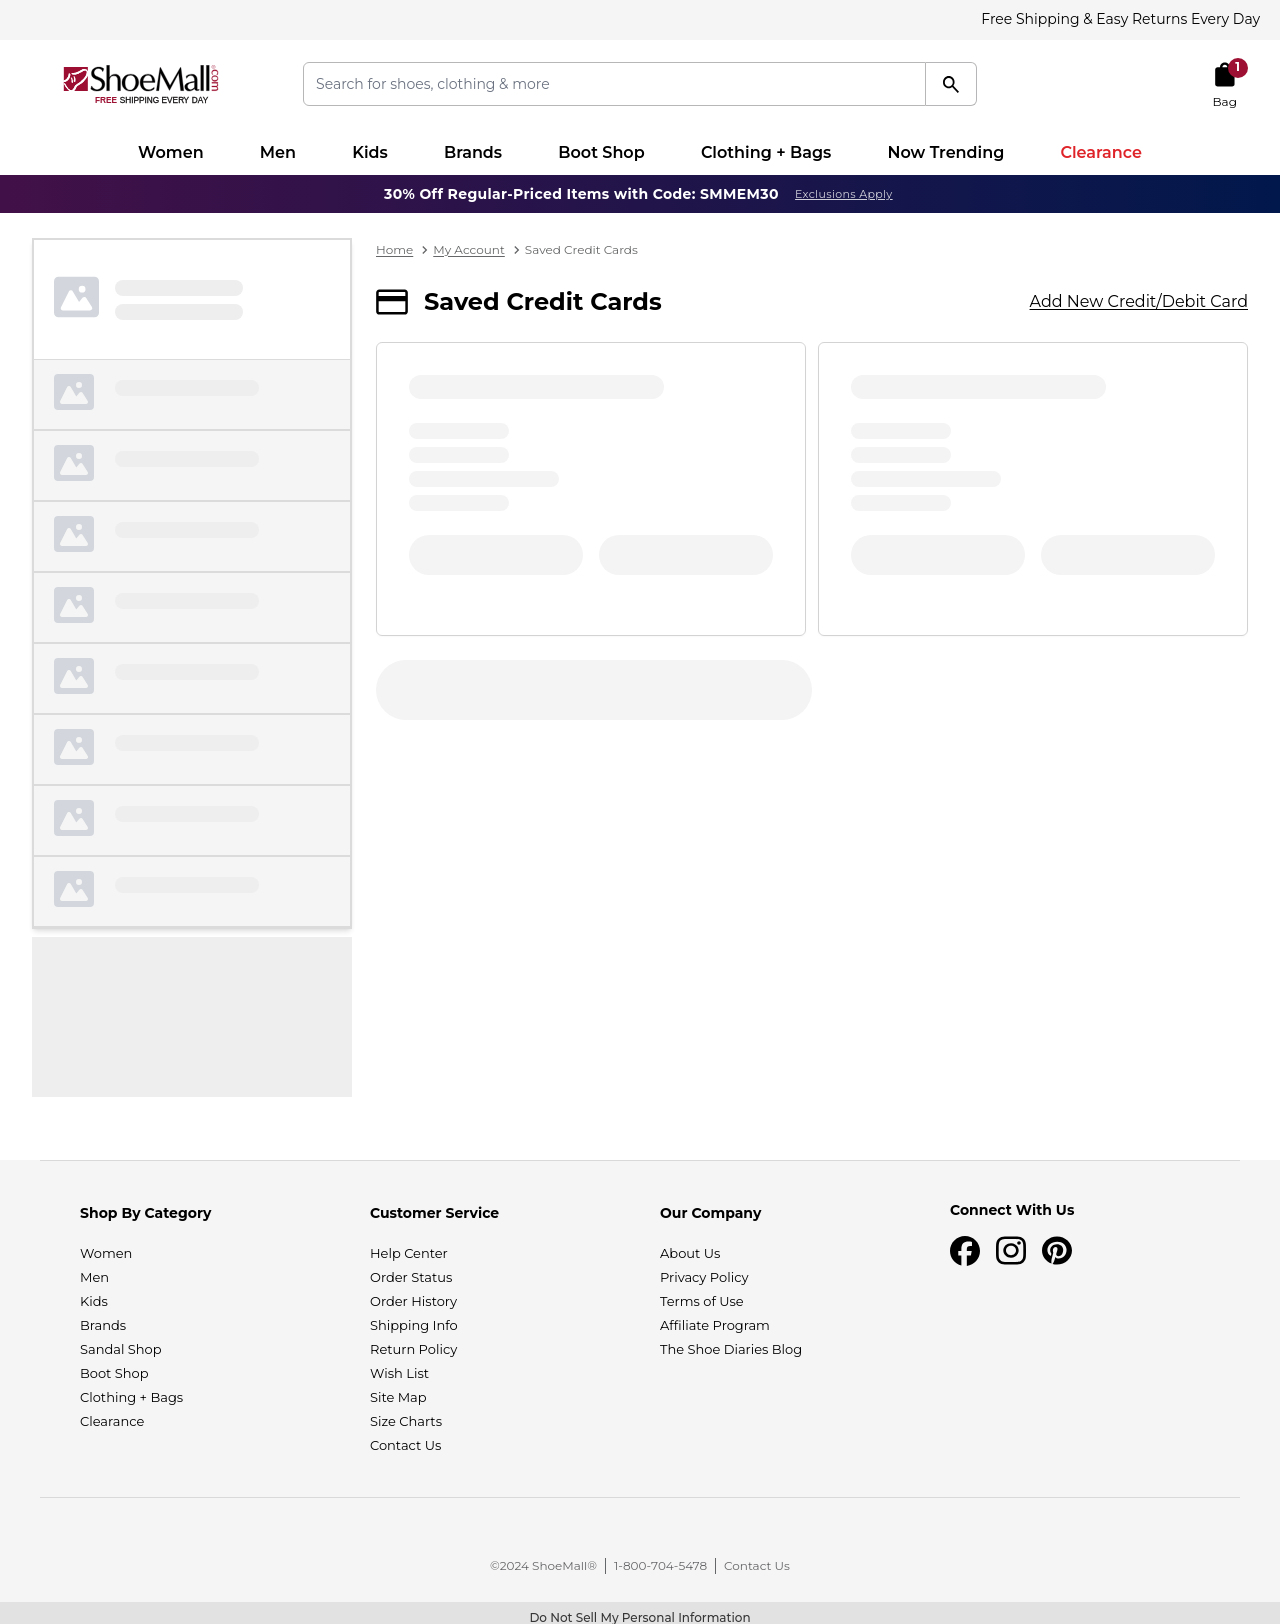 Free Shipping & Easy Returns Every Day
ShoeMall®.com
FREE SHIPPING EVERY DAY
Search for shoes, clothing & more
1
Bag
Women Men Kids Brands Boot Shop Clothing + Bags Now Trending Clearance
30% Off Regular-Priced Items with Code: SMMEM30 Exclusions Apply
Home My Account Saved Credit Cards
Saved Credit Cards
Add New Credit/Debit Card
Shop By Category
Women
Men
Kids
Brands
Sandal Shop
Boot Shop
Clothing + Bags
Clearance
Customer Service
Help Center
Order Status
Order History
Shipping Info
Return Policy
Wish List
Site Map
Size Charts
Contact Us
Our Company
About Us
Privacy Policy
Terms of Use
Affiliate Program
The Shoe Diaries Blog
Connect With Us
©2024 ShoeMall® 1-800-704-5478 Contact Us
Do Not Sell My Personal Information